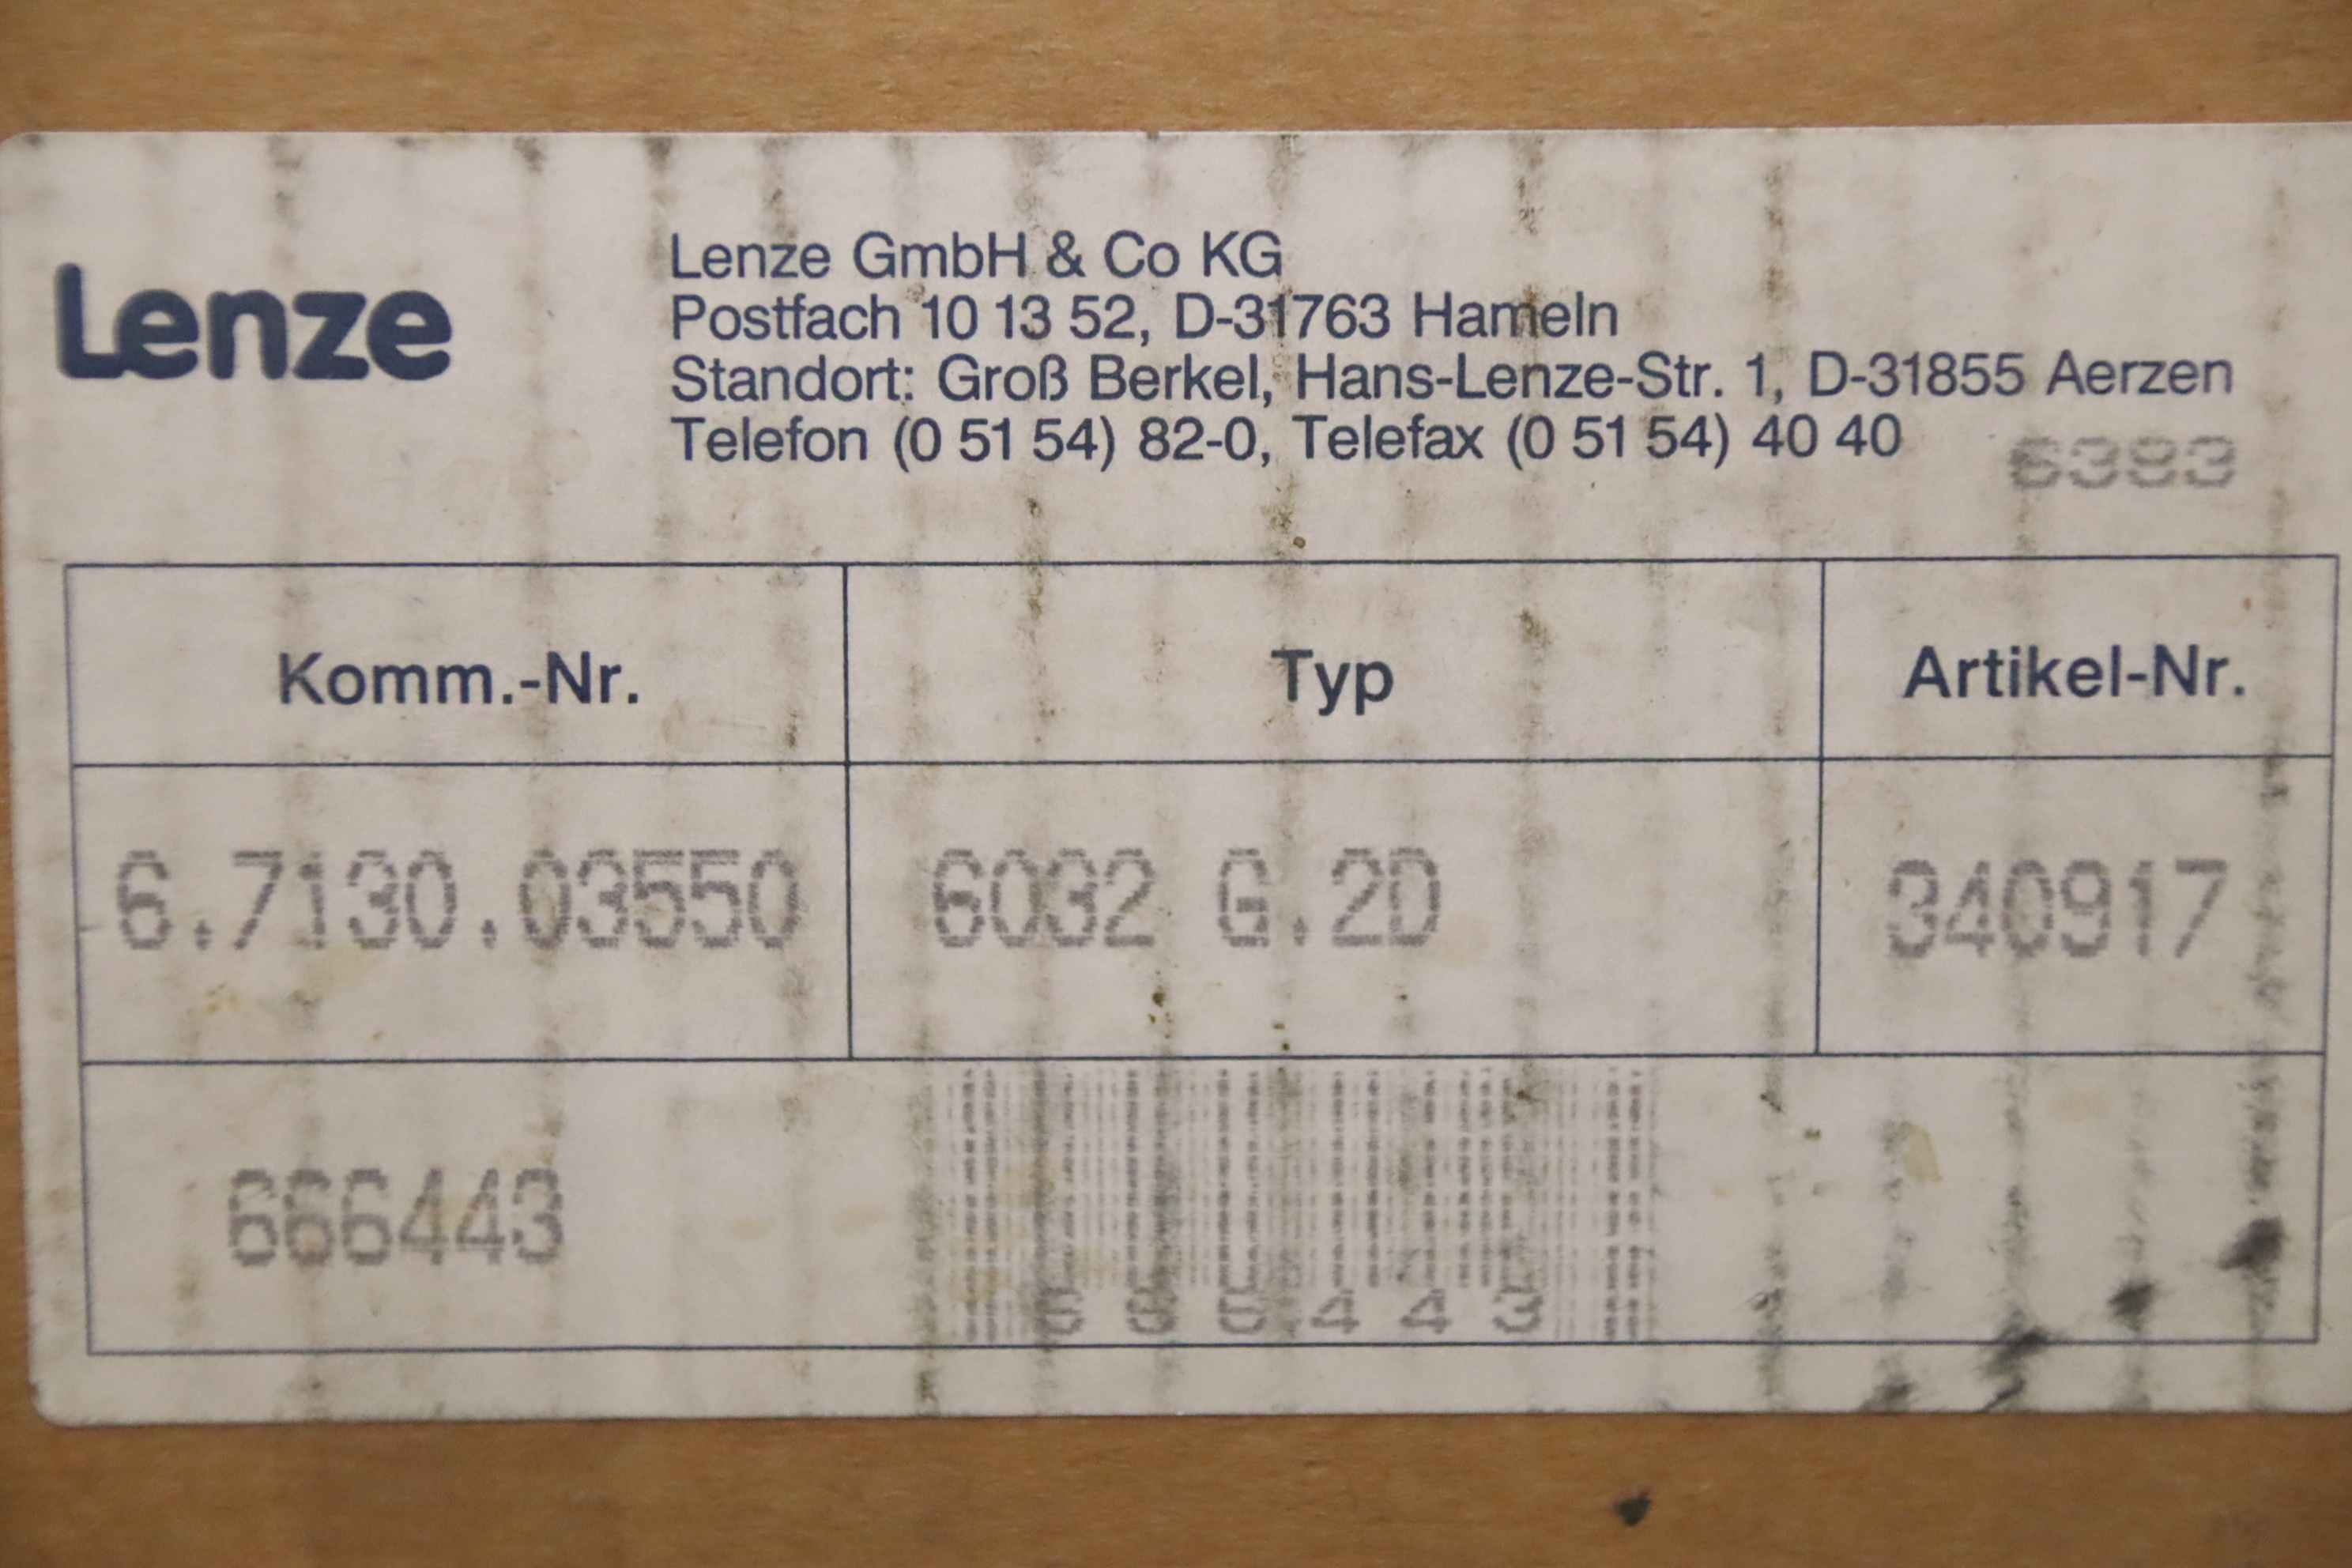 Lenze
Lenze GmbH & Co KG
Postfach 10 13 52, D-31763 Hameln
Standort: Groß Berkel, Hans-Lenze-Str. 1, D-31855 Aerzen
Telefon (0 51 54) 82-0, Telefax (0 51 54) 40 40
6393
Komm.-Nr. Typ Artikel-Nr.
6.7130.03550 6032 G.2D 340917
666443
666443